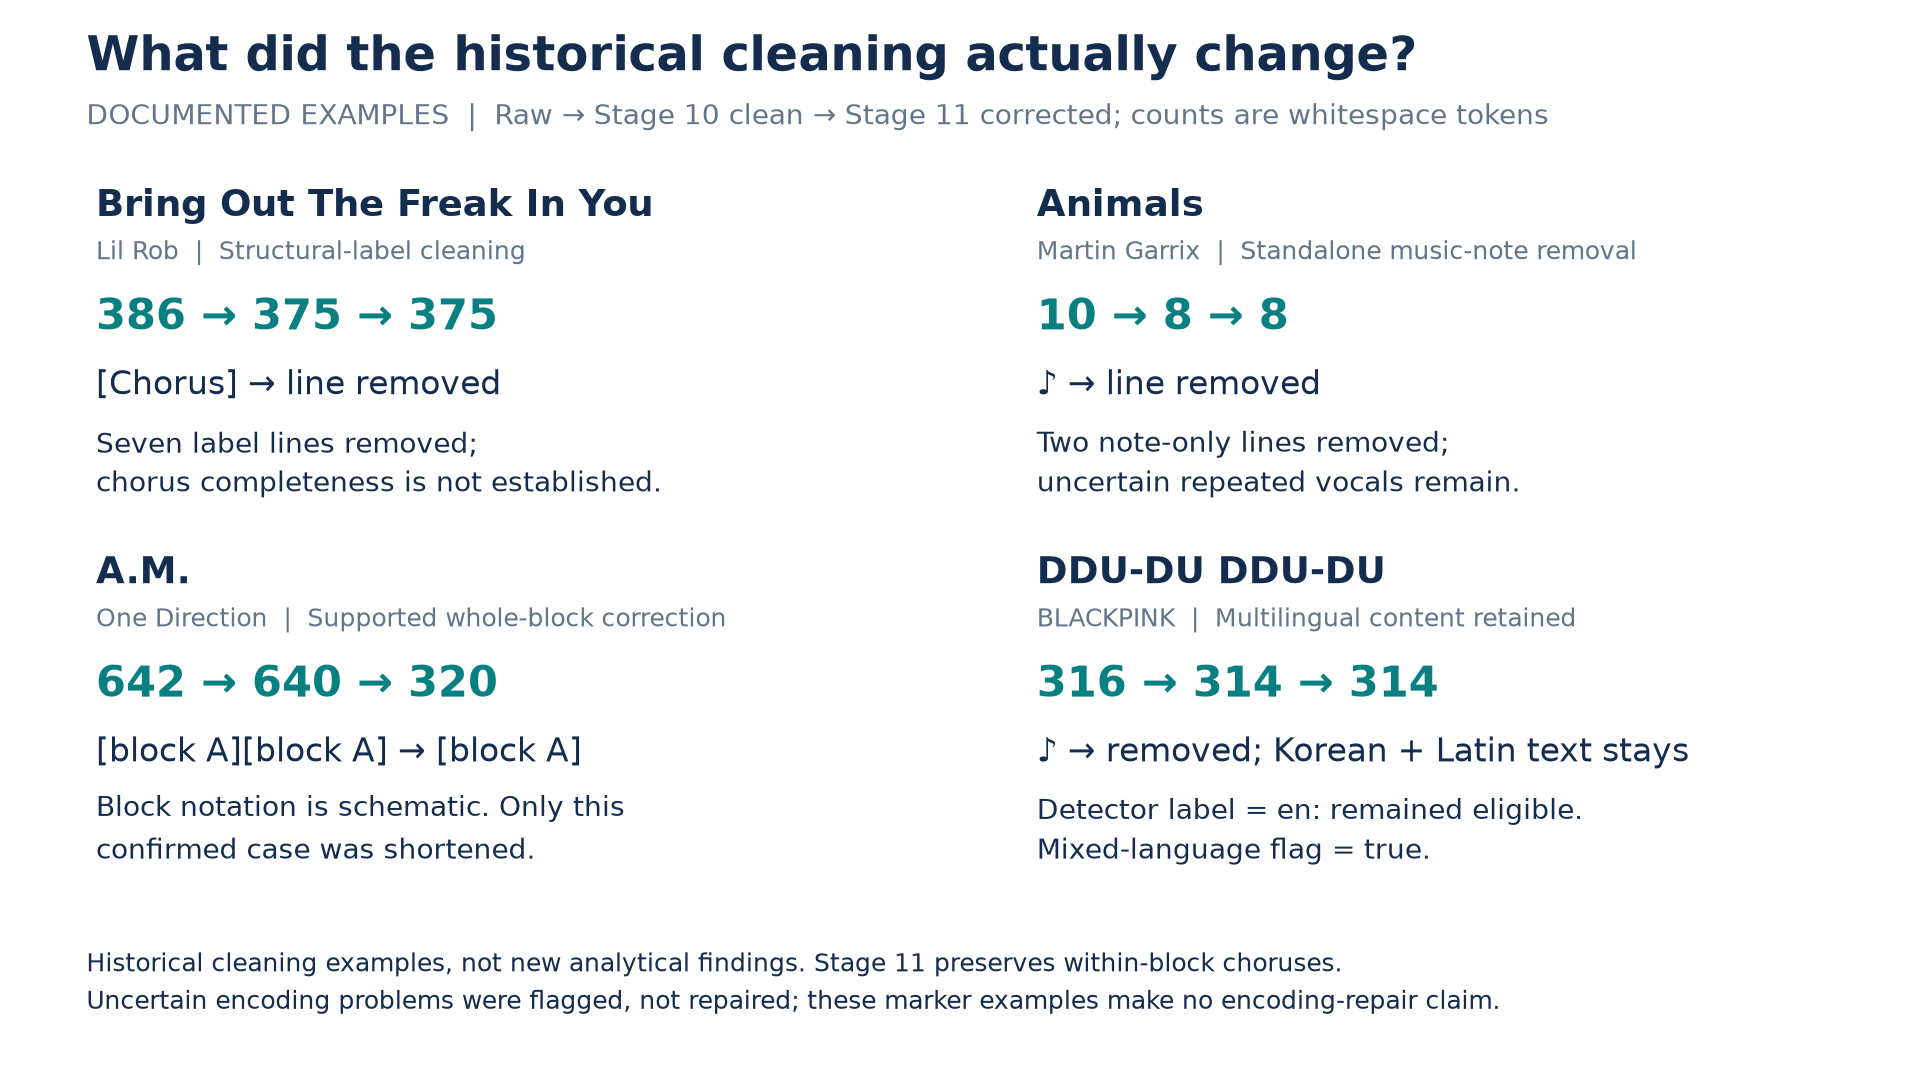 What did the historical cleaning actually change?
DOCUMENTED EXAMPLES | Raw → Stage 10 clean → Stage 11 corrected; counts are whitespace tokens
Bring Out The Freak In You
Lil Rob | Structural-label cleaning
386 → 375 → 375
[Chorus] → line removed
Seven label lines removed;
chorus completeness is not established.
Animals
Martin Garrix | Standalone music-note removal
10 → 8 → 8
♪ → line removed
Two note-only lines removed;
uncertain repeated vocals remain.
A.M.
One Direction | Supported whole-block correction
642 → 640 → 320
[block A][block A] → [block A]
Block notation is schematic. Only this
confirmed case was shortened.
DDU-DU DDU-DU
BLACKPINK | Multilingual content retained
316 → 314 → 314
♪ → removed; Korean + Latin text stays
Detector label = en: remained eligible.
Mixed-language flag = true.
Historical cleaning examples, not new analytical findings. Stage 11 preserves within-block choruses.
Uncertain encoding problems were flagged, not repaired; these marker examples make no encoding-repair claim.